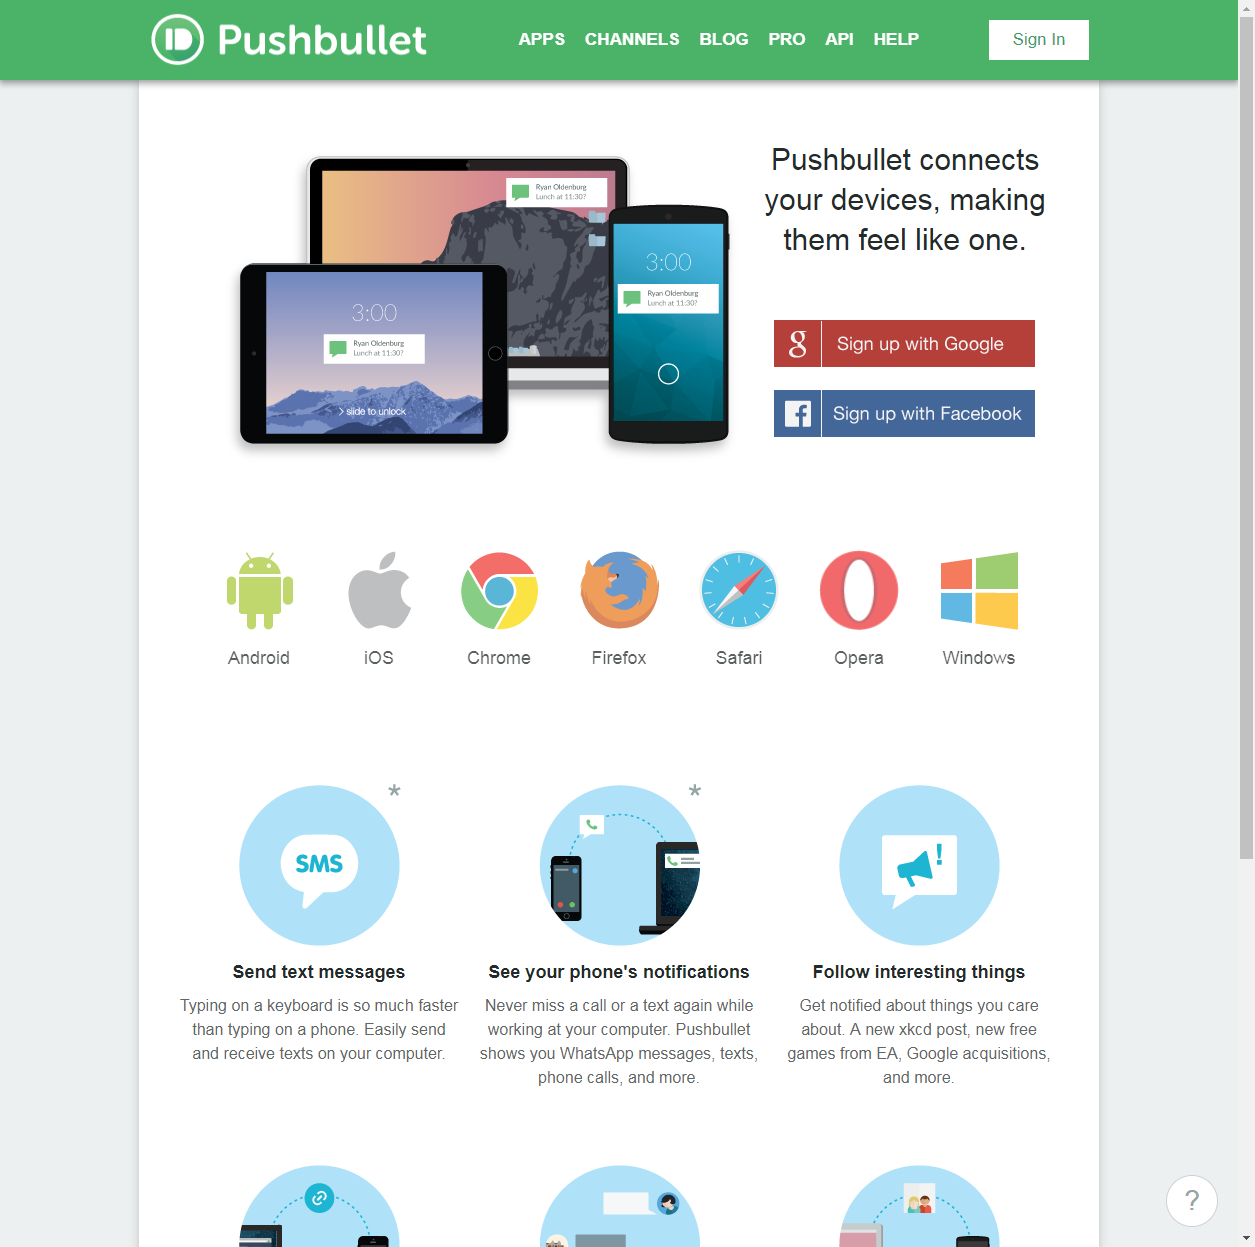 Pushbullet
APPS CHANNELS BLOG PRO API HELP
Sign In
Pushbullet connects
your devices, making
them feel like one.
Ryan Oldenburg
Lunch at 11:30?
3:00
Ryan Oldenburg
Lunch at 11:30?
3:00
Ryan Oldenburg
Lunch at 11:30?
> slide to unlock
g Sign up with Google
f Sign up with Facebook
Android iOS Chrome Firefox Safari Opera Windows
*
*
SMS
!
Send text messages
Typing on a keyboard is so much faster
than typing on a phone. Easily send
and receive texts on your computer.
See your phone's notifications
Never miss a call or a text again while
working at your computer. Pushbullet
shows you WhatsApp messages, texts,
phone calls, and more.
Follow interesting things
Get notified about things you care
about. A new xkcd post, new free
games from EA, Google acquisitions,
and more.
?